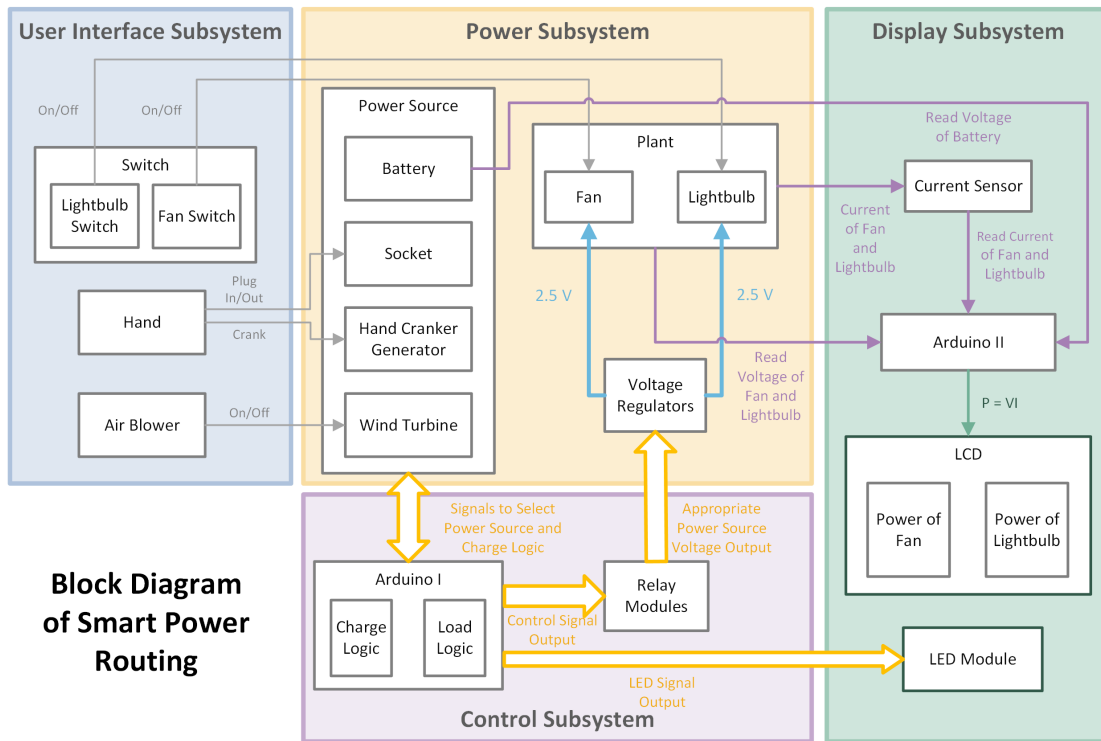 User Interface Subsystem
Power Subsystem
Display Subsystem
On/Off
On/Off
Switch
Lightbulb
Switch
Fan Switch
Hand
Plug
In/Out
Crank
Air Blower
On/Off
Power Source
Battery
Socket
Hand Cranker
Generator
Wind Turbine
Plant
Fan
Lightbulb
2.5 V
2.5 V
Voltage
Regulators
Read Voltage
of Battery
Current Sensor
Current
of Fan
and
Lightbulb
Read Current
of Fan and
Lightbulb
Arduino II
Read
Voltage of
Fan and
Lightbulb
P = VI
LCD
Power of
Fan
Power of
Lightbulb
Signals to Select
Power Source and
Charge Logic
Appropriate
Power Source
Voltage Output
Arduino I
Charge
Logic
Load
Logic
Relay
Modules
Control Signal
Output
LED Module
LED Signal
Output
Control Subsystem
Block Diagram
of Smart Power
Routing